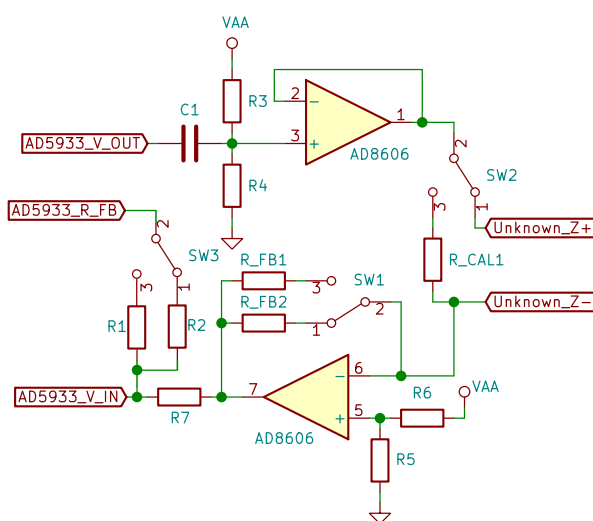 VAA
C1
R3
2
1
3
AD8606
AD5933_V_OUT
R4
2
SW2
1
3
AD5933_R_FB
2
SW3
1
3
Unknown_Z+
R_CAL1
R_FB1
3
SW1
R_FB2
1
2
Unknown_Z-
R1
R2
6
7
5
AD8606
R6
VAA
AD5933_V_IN
R7
R5